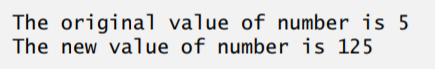 The original value of number is 5
The new value of number is 125